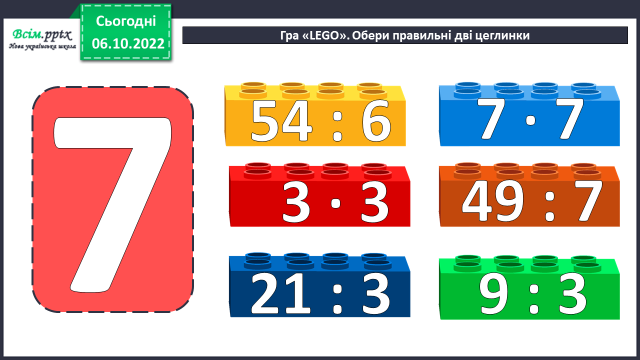 Всім.pptx
Нова українська школа
Сьогодні
06.10.2022
Гра «LEGO». Обери правильні дві цеглинки
7
54 : 6
7 · 7
3 · 3
49 : 7
21 : 3
9 : 3